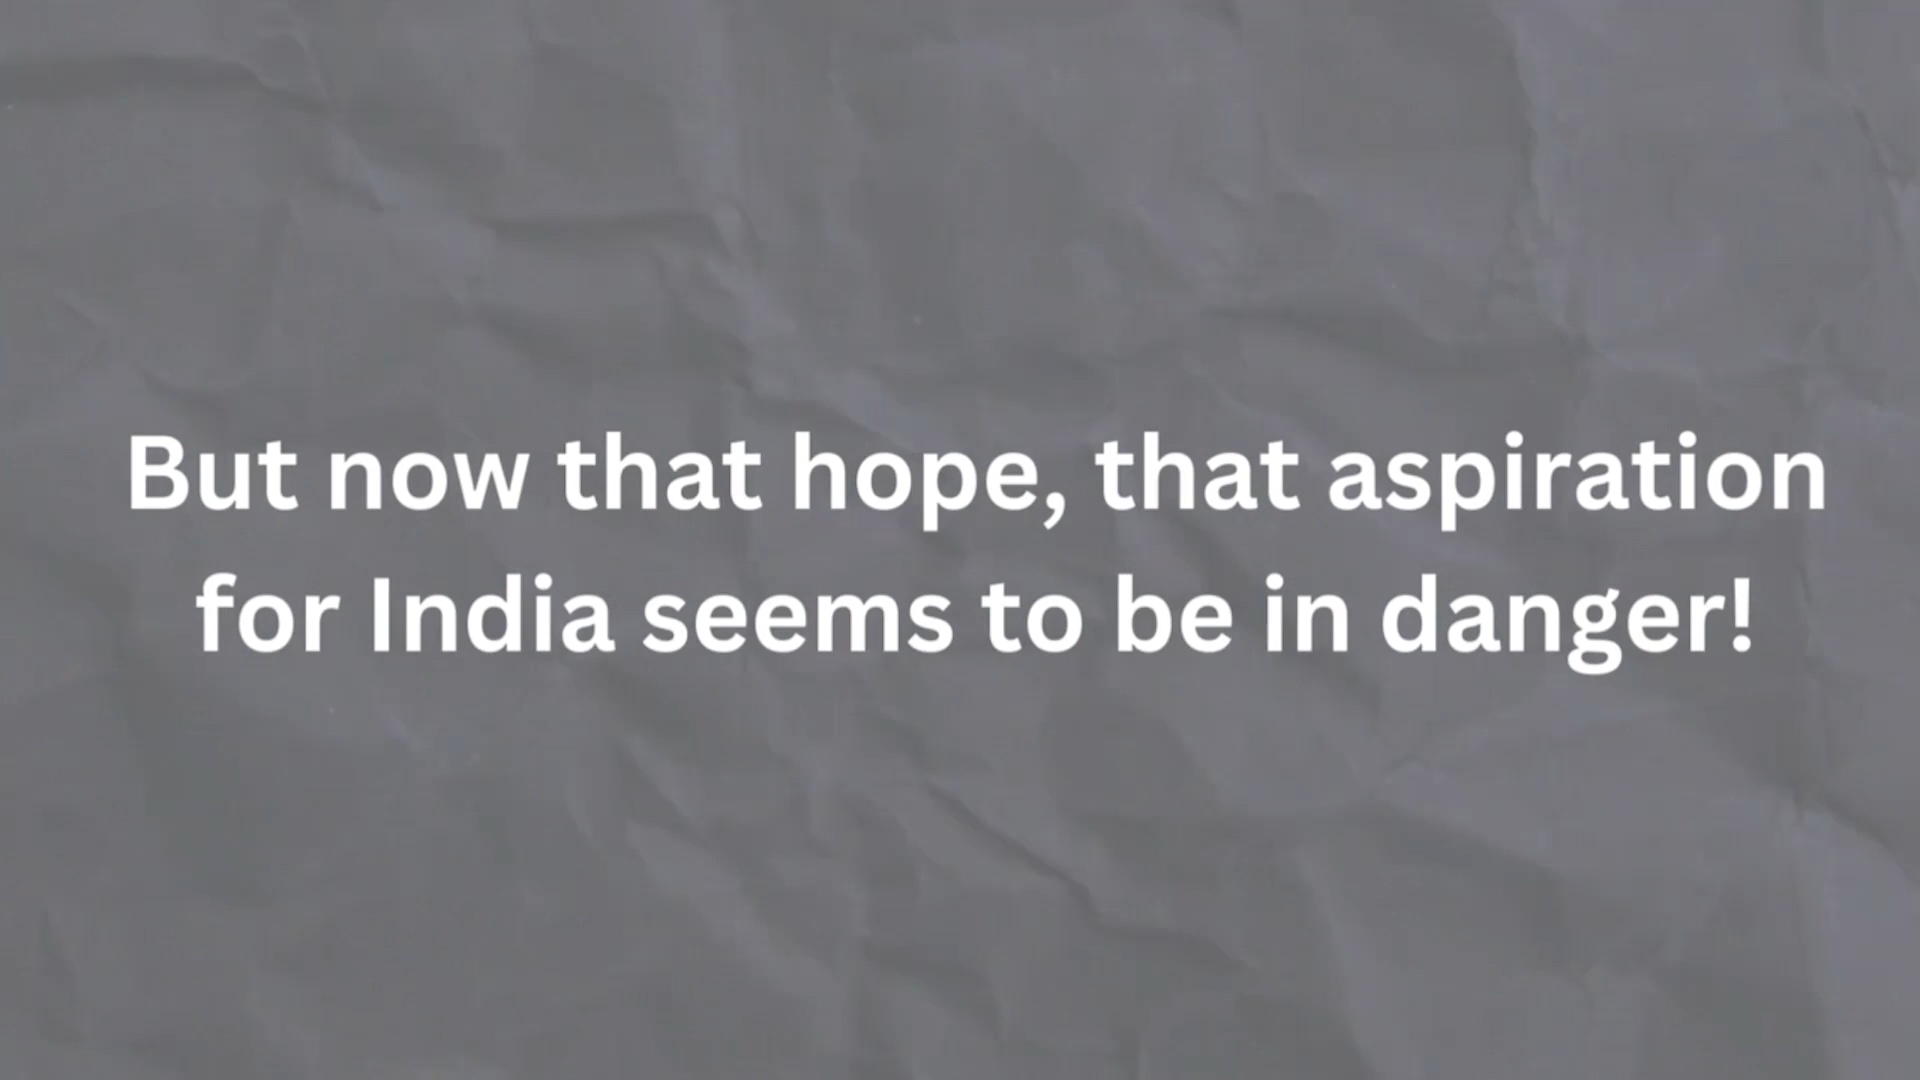 But now that hope, that aspiration
for India seems to be in danger!